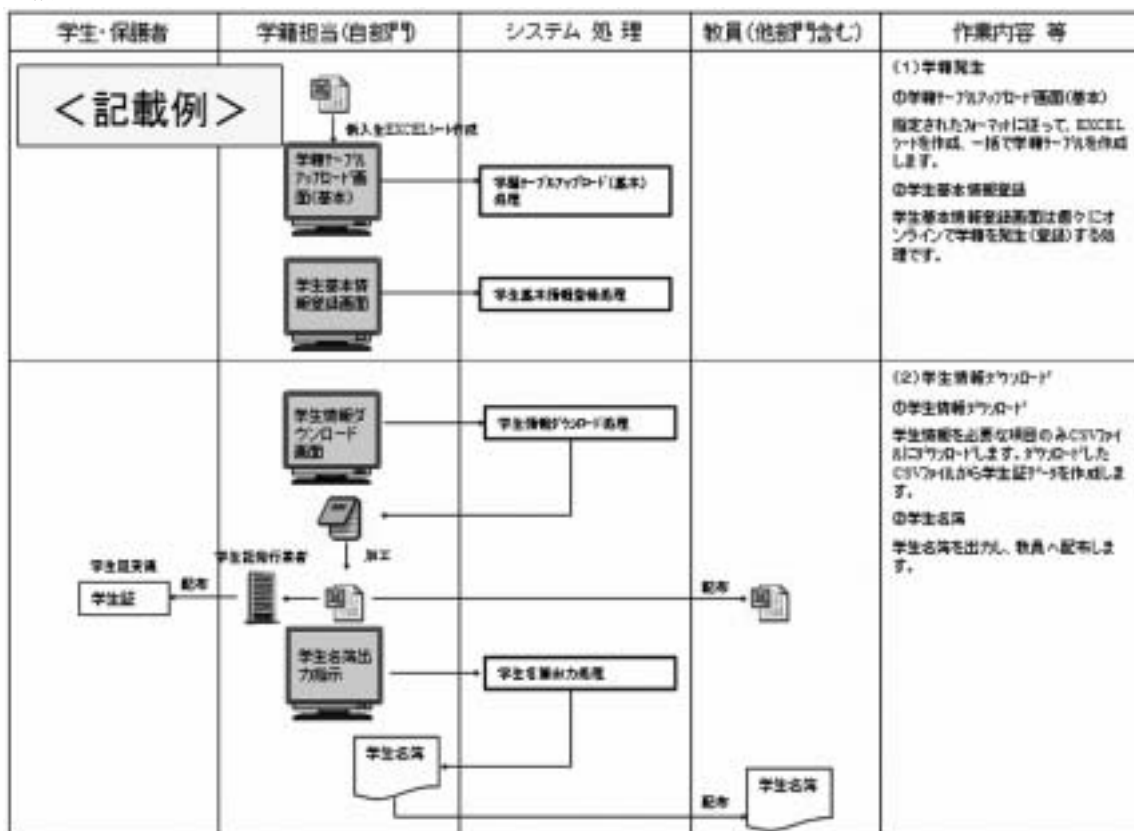 学生・保護者
学籍担当(自部門)
システム 処 理
教員(他部門含む)
作業内容 等
<記載例>
新入生EXCELシート作成
学籍テーブル
アップロード画
面(基本)
学籍テーブルアップロード(基本)
処理
学生基本情
報登録画面
学生基本情報登録処理
(1)学籍発生
①学籍テーブルアップロード画面(基本)
指定されたフォーマットに従って、EXCEL
シートを作成、一括で学籍テーブルを作成
します。
②学生基本情報登録
学生基本情報登録画面は個々にオ
ンラインで学籍を発生(登録)する処
理です。
学生情報ダ
ウンロード
画面
学生情報ダウンロード処理
加工
学生証発行業者
学生証
配布
配布
学生名簿出
力指示
学生名簿出力処理
学生名簿
配布
学生名簿
(2)学生情報ダウンロード
①学生情報ダウンロード
学生情報を必要な項目のみCSVファイ
ルにダウンロードします。ダウンロードした
CSVファイルから学生証データを作成しま
す。
②学生名簿
学生名簿を出力し、教員へ配布しま
す。